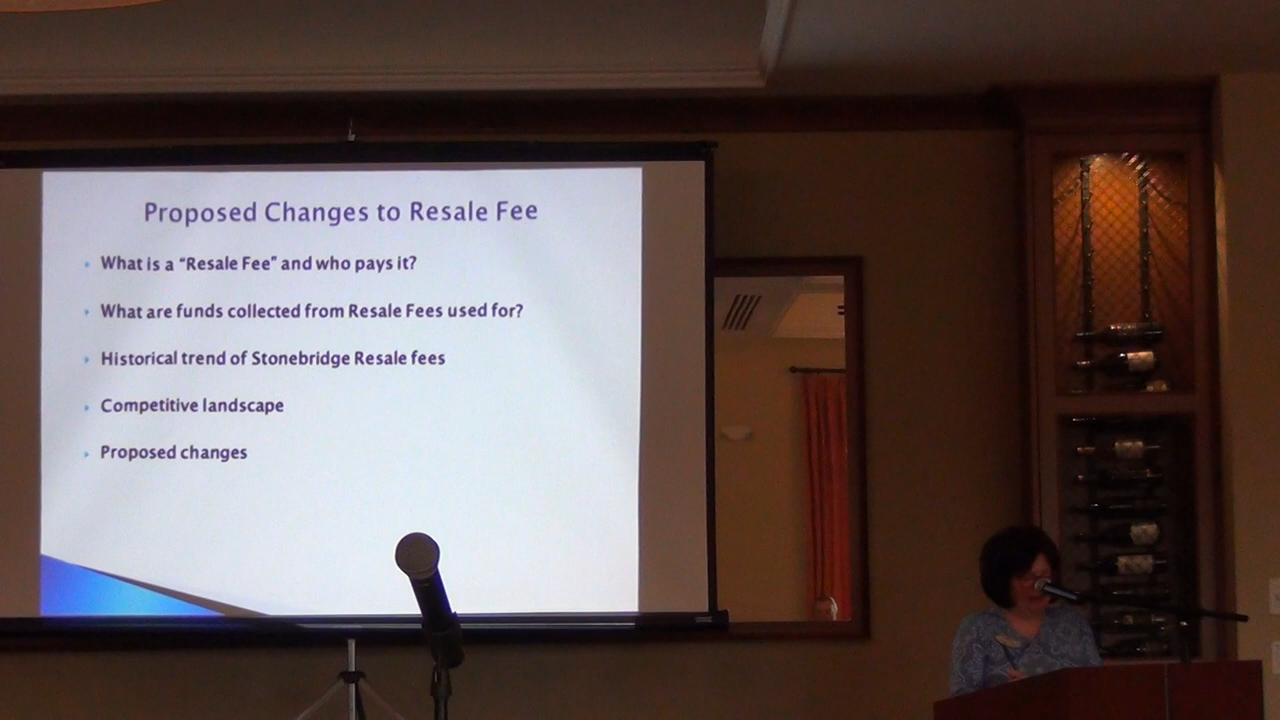 Proposed Changes to Resale Fee
What is a "Resale Fee" and who pays it?
What are funds collected from Resale Fees used for?
Historical trend of Stonebridge Resale fees
Competitive landscape
Proposed changes